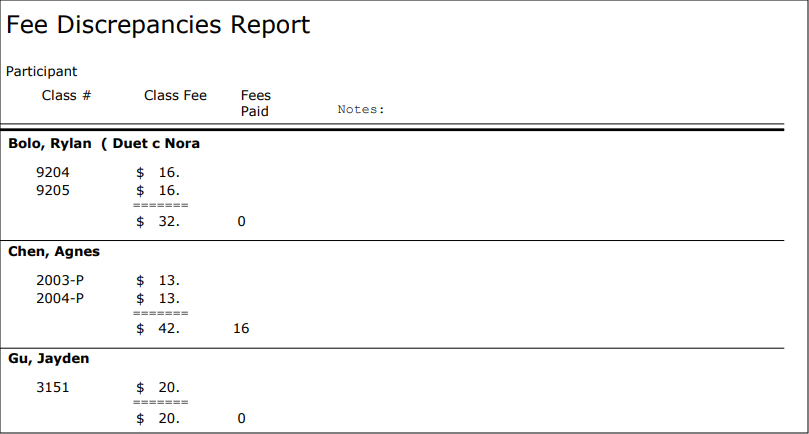 Fee Discrepancies Report
Participant
Class # Class Fee Fees Paid Notes:
Bolo, Rylan ( Duet c Nora
9204 $ 16.
9205 $ 16.
=======
$ 32. 0
Chen, Agnes
2003-P $ 13.
2004-P $ 13.
=======
$ 42. 16
Gu, Jayden
3151 $ 20.
=======
$ 20. 0